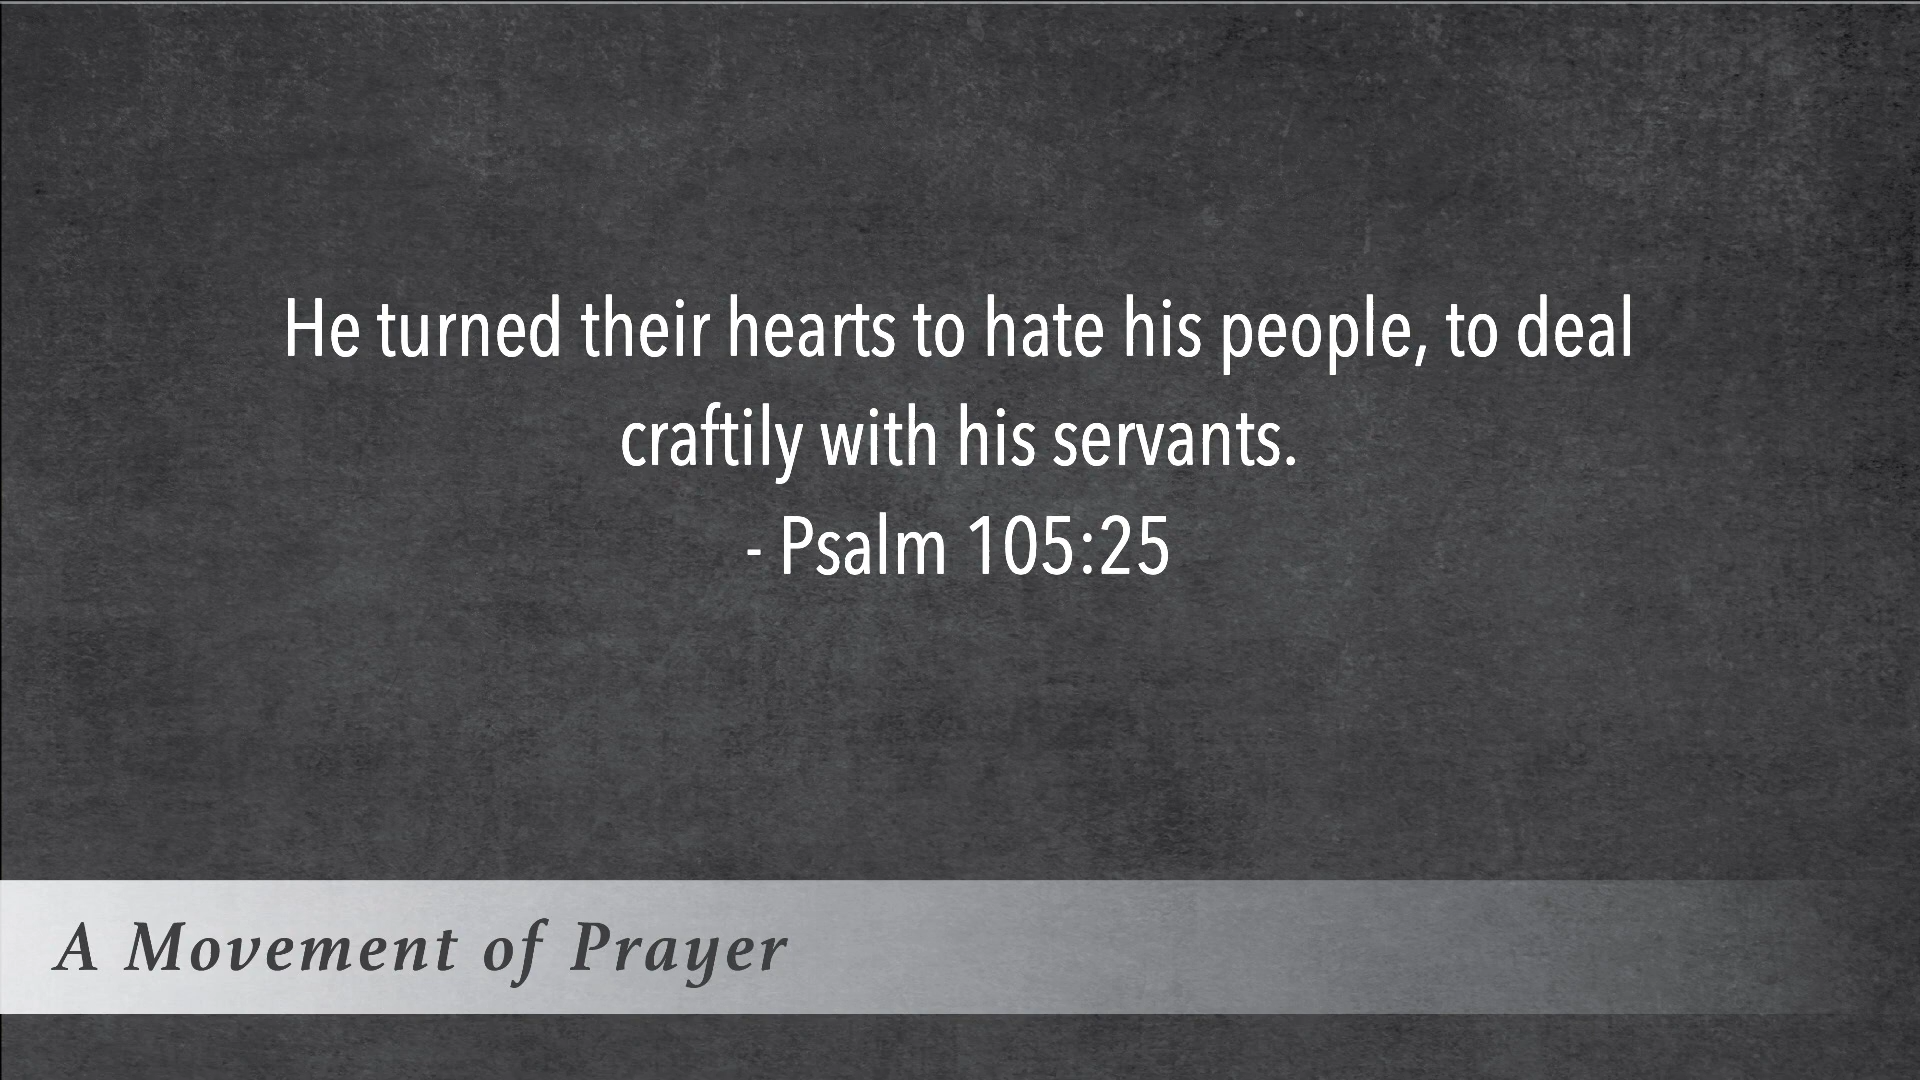 He turned their hearts to hate his people, to deal
craftily with his servants.
- Psalm 105:25
A Movement of Prayer